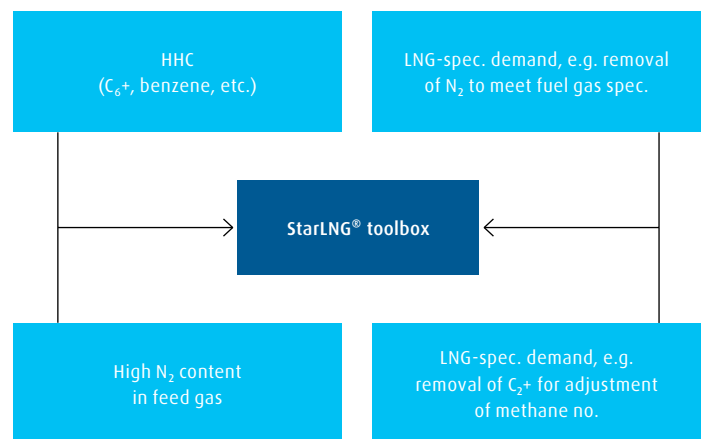 HHC
(C₆+, benzene, etc.)
LNG-spec. demand, e.g. removal
of N₂ to meet fuel gas spec.
StarLNG® toolbox
High N₂ content
in feed gas
LNG-spec. demand, e.g.
removal of C₂+ for adjustment
of methane no.